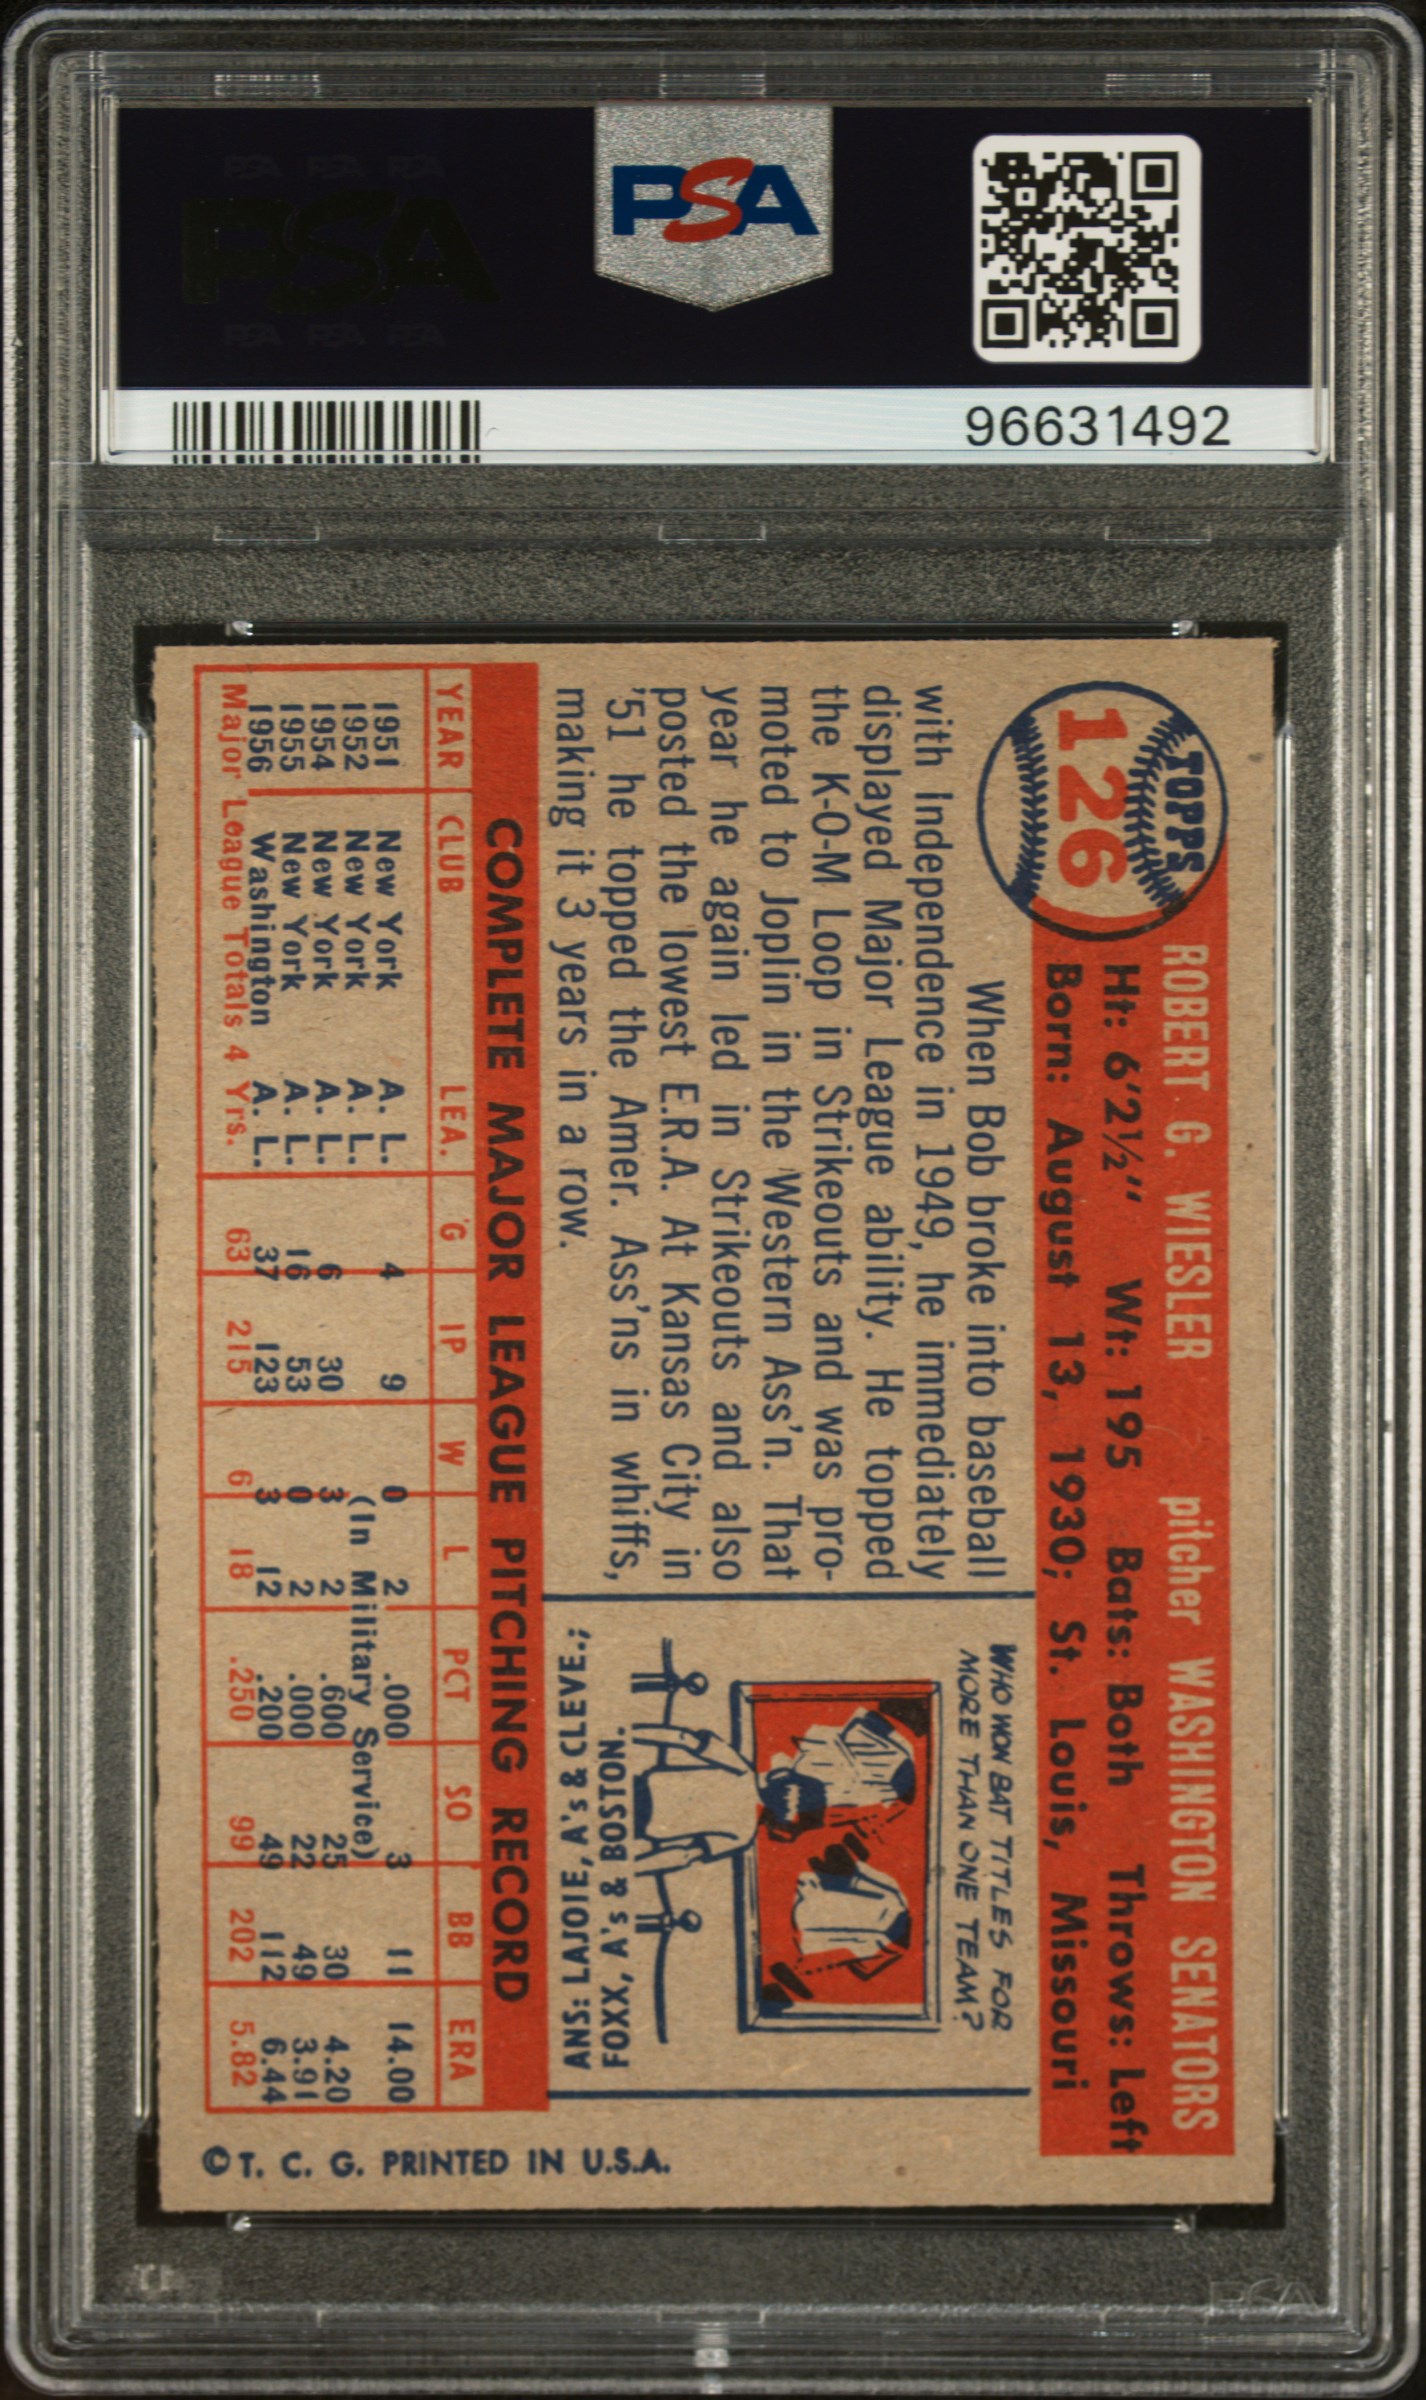 PSA PSA PSA
PSA
PSA PSA PSA
PSA
96631492
TOPPS
126
ROBERT G. WIESLER pitcher WASHINGTON SENATORS
Ht: 6'2½" Wt: 195 Bats: Both Throws: Left
Born: August 13, 1930; St. Louis, Missouri
When Bob broke into baseball
with Independence in 1949, he immediately
displayed Major League ability. He topped
the K-O-M Loop in Strikeouts and was pro-
moted to Joplin in the Western Ass'n. That
year he again led in Strikeouts and also
posted the lowest E.R.A. At Kansas City in
'51 he topped the Amer. Ass'ns in whiffs,
making it 3 years in a row.
WHO WON BAT TITLES FOR
MORE THAN ONE TEAM?
ANS: LAJOIE, A's & CLEVE.;
FOXX, A's & BOSTON.
COMPLETE MAJOR LEAGUE PITCHING RECORD
YEAR CLUB LEA. G IP W L PCT SO BB ERA
1951 New York A. L. 4 9 0 2 .000 3 11 14.00
1952 New York A. L. (In Military Service)
1954 New York A. L. 6 30 3 2 .600 25 30 4.20
1955 New York A. L. 16 53 0 2 .000 22 49 3.91
1956 Washington A. L. 37 123 3 12 .200 49 112 6.44
Major League Totals 4 Yrs. 63 215 6 18 .250 99 202 5.82
© T. C. G. PRINTED IN U.S.A.
PSA